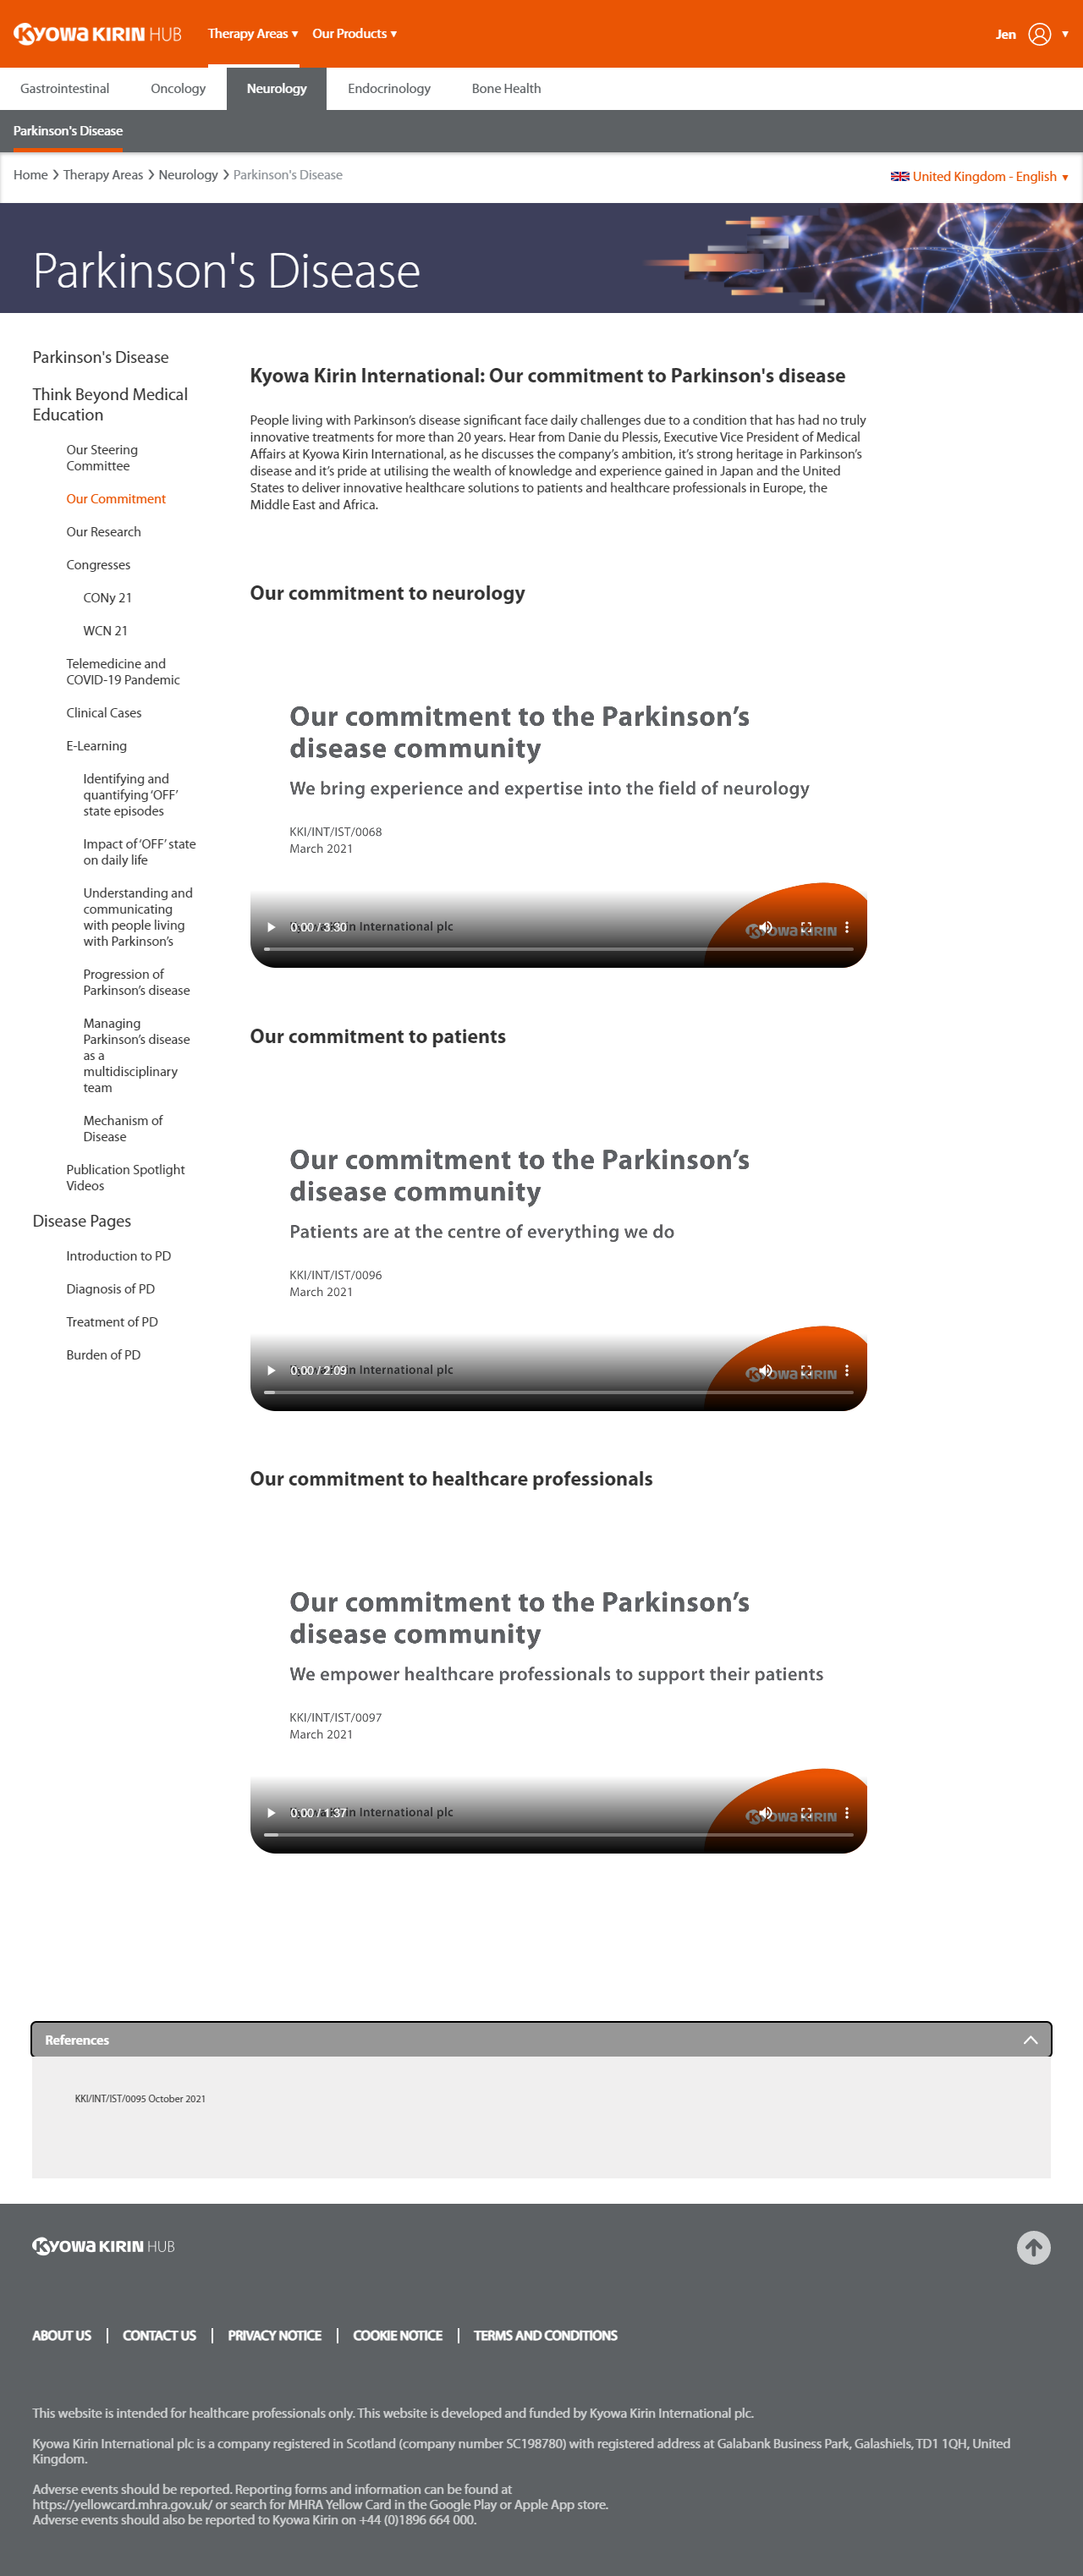 KYOWA KIRIN HUB
Therapy Areas ▼ Our Products ▼
Jen ▼
Gastrointestinal Oncology Neurology Endocrinology Bone Health
Parkinson's Disease
Home > Therapy Areas > Neurology > Parkinson's Disease
United Kingdom - English ▼
Parkinson's Disease
Parkinson's Disease
Think Beyond Medical
Education
Our Steering
Committee
Our Commitment
Our Research
Congresses
CONy 21
WCN 21
Telemedicine and
COVID-19 Pandemic
Clinical Cases
E-Learning
Identifying and
quantifying ‘OFF’
state episodes
Impact of ‘OFF’ state
on daily life
Understanding and
communicating
with people living
with Parkinson’s
Progression of
Parkinson’s disease
Managing
Parkinson’s disease
as a
multidisciplinary
team
Mechanism of
Disease
Publication Spotlight
Videos
Disease Pages
Introduction to PD
Diagnosis of PD
Treatment of PD
Burden of PD
Kyowa Kirin International: Our commitment to Parkinson's disease
People living with Parkinson’s disease significant face daily challenges due to a condition that has had no truly
innovative treatments for more than 20 years. Hear from Danie du Plessis, Executive Vice President of Medical
Affairs at Kyowa Kirin International, as he discusses the company’s ambition, it’s strong heritage in Parkinson’s
disease and it’s pride at utilising the wealth of knowledge and experience gained in Japan and the United
States to deliver innovative healthcare solutions to patients and healthcare professionals in Europe, the
Middle East and Africa.
Our commitment to neurology
Our commitment to the Parkinson’s
disease community
We bring experience and expertise into the field of neurology
KKI/INT/IST/0068
March 2021
0:00 / 3:30
Kyowa Kirin International plc
KYOWA KIRIN
Our commitment to patients
Our commitment to the Parkinson’s
disease community
Patients are at the centre of everything we do
KKI/INT/IST/0096
March 2021
0:00 / 2:09
Kyowa Kirin International plc
KYOWA KIRIN
Our commitment to healthcare professionals
Our commitment to the Parkinson’s
disease community
We empower healthcare professionals to support their patients
KKI/INT/IST/0097
March 2021
0:00 / 1:37
Kyowa Kirin International plc
KYOWA KIRIN
References
KKI/INT/IST/0095 October 2021
KYOWA KIRIN HUB
ABOUT US | CONTACT US | PRIVACY NOTICE | COOKIE NOTICE | TERMS AND CONDITIONS
This website is intended for healthcare professionals only. This website is developed and funded by Kyowa Kirin International plc.
Kyowa Kirin International plc is a company registered in Scotland (company number SC198780) with registered address at Galabank Business Park, Galashiels, TD1 1QH, United
Kingdom.
Adverse events should be reported. Reporting forms and information can be found at
https://yellowcard.mhra.gov.uk/ or search for MHRA Yellow Card in the Google Play or Apple App store.
Adverse events should also be reported to Kyowa Kirin on +44 (0)1896 664 000.